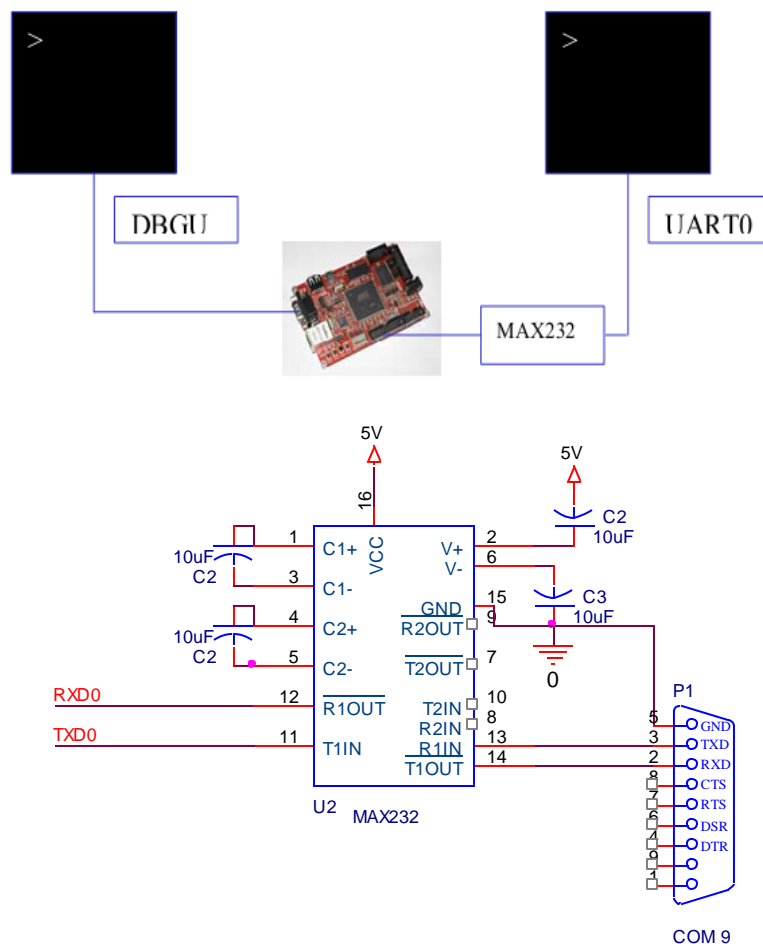 >
>
DBGU
UART0
MAX232
5V
5V
16
C2
10uF
1
C1+
VCC
V+
2
10uF
C2
3
C1-
V-
6
C3
10uF
4
C2+
GND
15
R2OUT
9
10uF
C2
5
C2-
T2OUT
7
0
RXD0
12
R1OUT
T2IN
10
R2IN
8
P1
TXD0
11
T1IN
R1IN
13
T1OUT
14
5
GND
3
TXD
2
RXD
8
CTS
7
RTS
6
DSR
4
DTR
9
1
U2
MAX232
COM 9